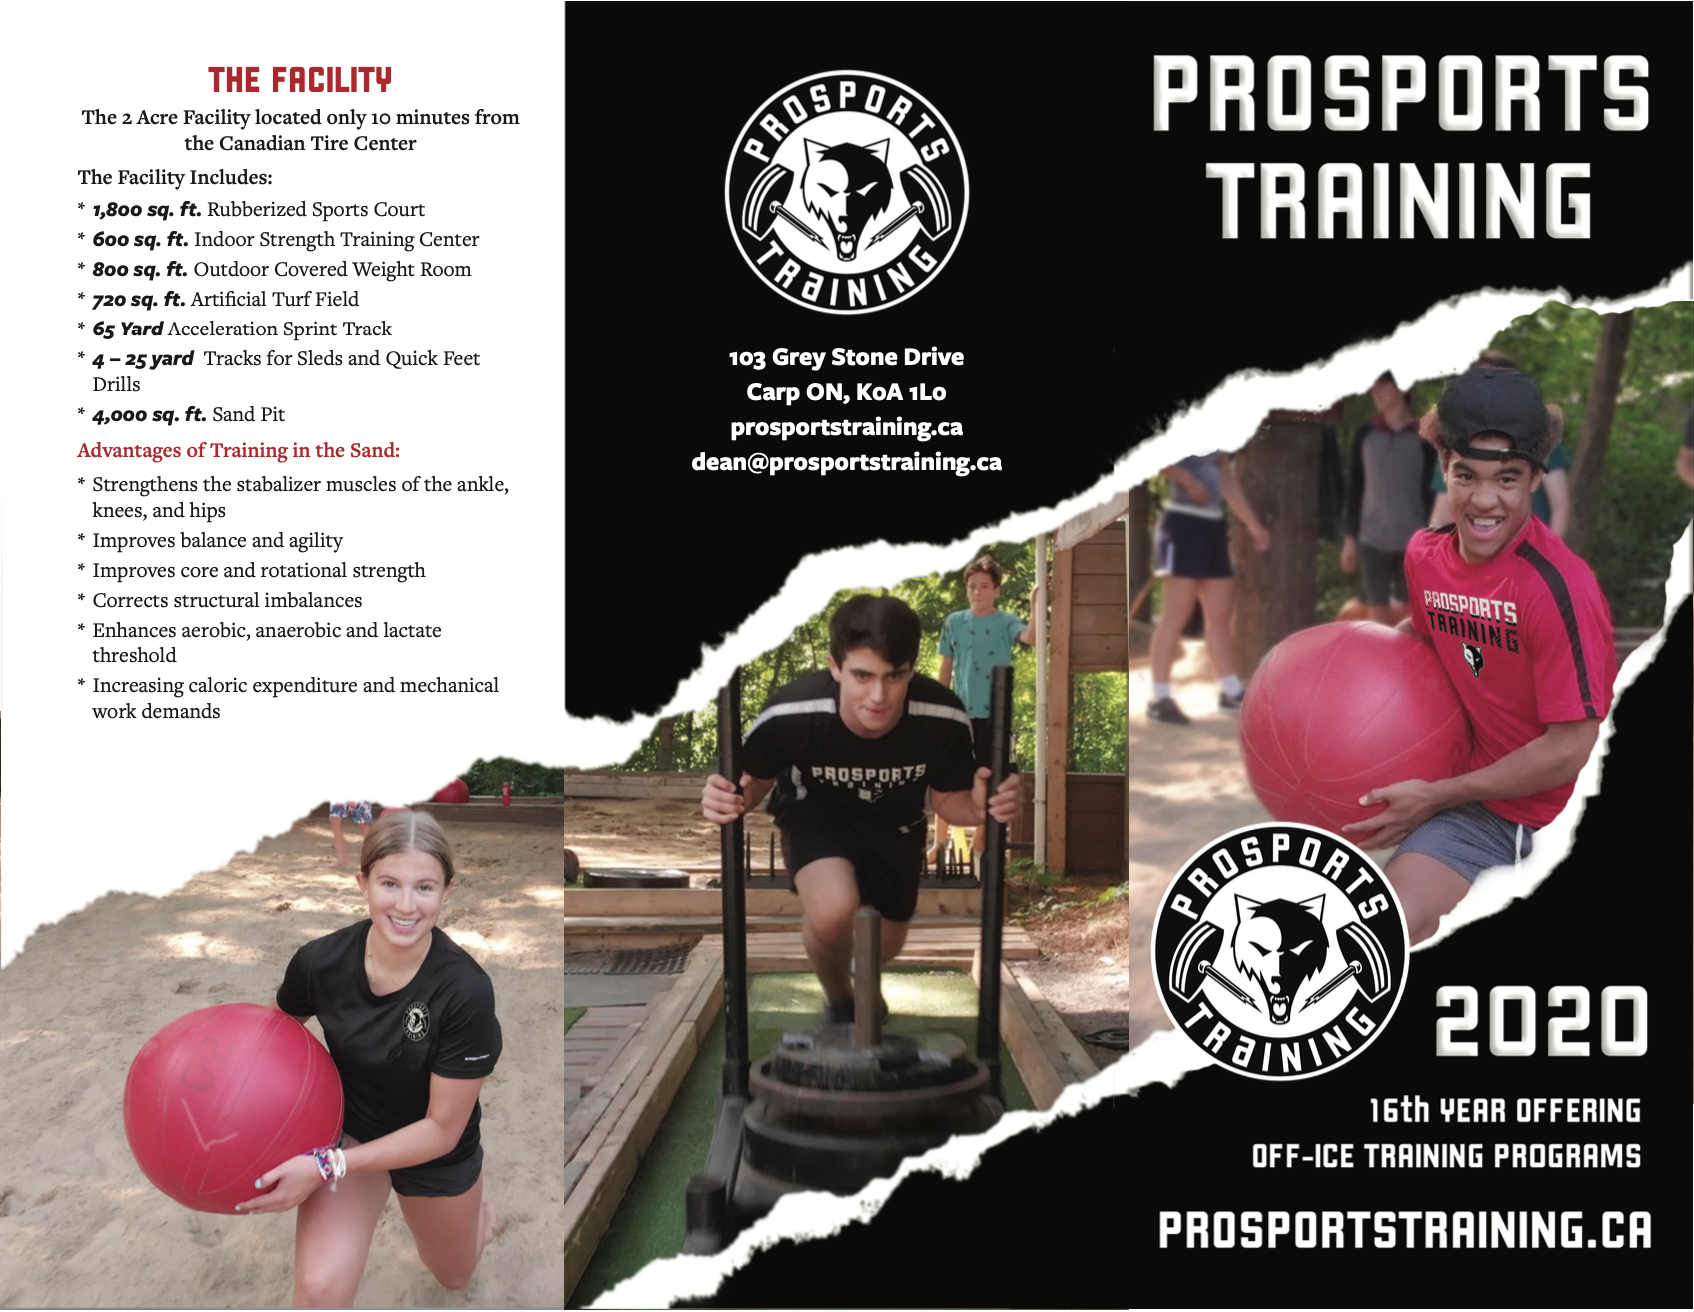 THE FACILITY
The 2 Acre Facility located only 10 minutes from
the Canadian Tire Center
The Facility Includes:
* 1,800 sq. ft. Rubberized Sports Court
* 600 sq. ft. Indoor Strength Training Center
* 800 sq. ft. Outdoor Covered Weight Room
* 720 sq. ft. Artificial Turf Field
* 65 Yard Acceleration Sprint Track
* 4 – 25 yard Tracks for Sleds and Quick Feet
Drills
* 4,000 sq. ft. Sand Pit
Advantages of Training in the Sand:
* Strengthens the stabalizer muscles of the ankle,
knees, and hips
* Improves balance and agility
* Improves core and rotational strength
* Corrects structural imbalances
* Enhances aerobic, anaerobic and lactate
threshold
* Increasing caloric expenditure and mechanical
work demands
PROSPORTS
TRAINING
103 Grey Stone Drive
Carp ON, K0A 1L0
prosportstraining.ca
dean@prosportstraining.ca
PROSPORTS
TRAINING
PROSPORTS
TRAINING
PROSPORTS
TRAINING
PROSPORTS
TRAINING
2020
16th YEAR OFFERING
OFF-ICE TRAINING PROGRAMS
PROSPORTSTRAINING.CA